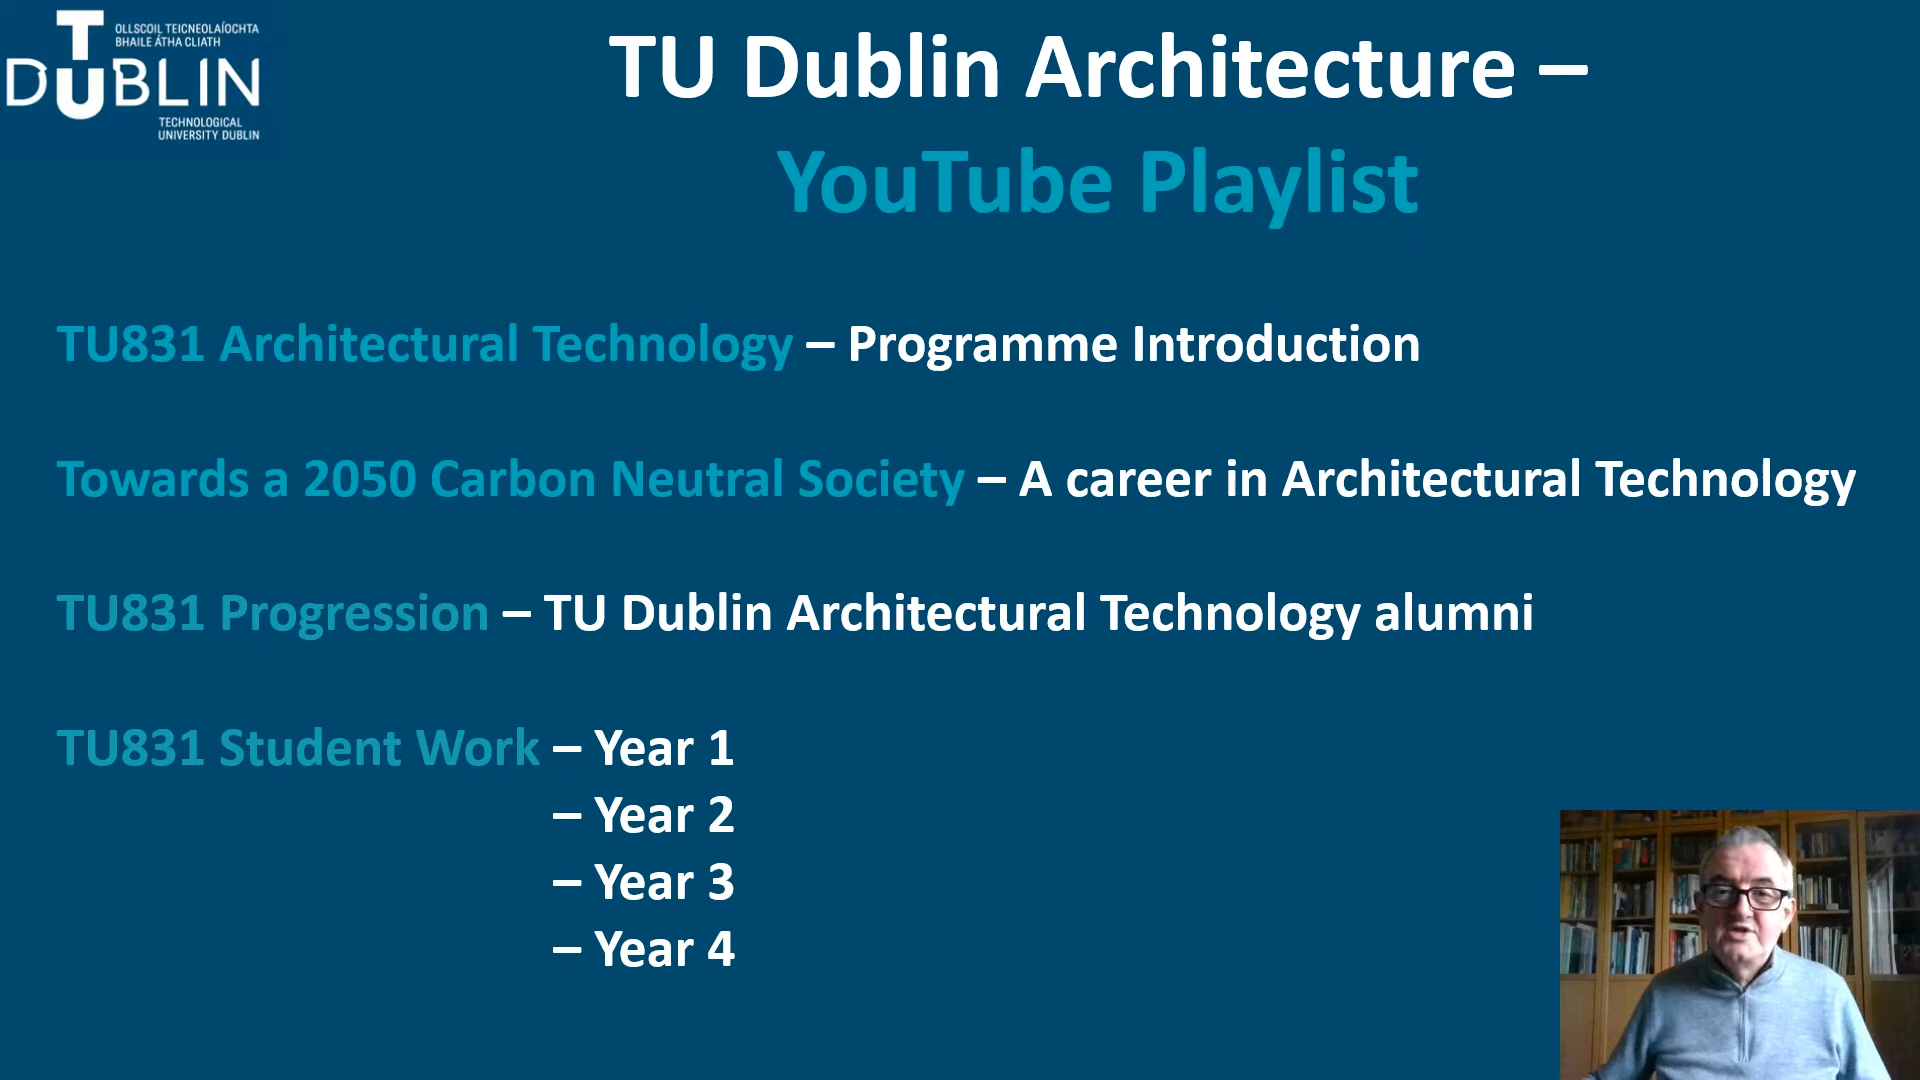 OLLSCOIL TEICNEOLAÍOCHTA
BHAILE ÁTHA CLIATH
TU DUBLIN
TECHNOLOGICAL
UNIVERSITY DUBLIN
TU Dublin Architecture –
YouTube Playlist
TU831 Architectural Technology – Programme Introduction
Towards a 2050 Carbon Neutral Society – A career in Architectural Technology
TU831 Progression – TU Dublin Architectural Technology alumni
TU831 Student Work – Year 1
– Year 2
– Year 3
– Year 4